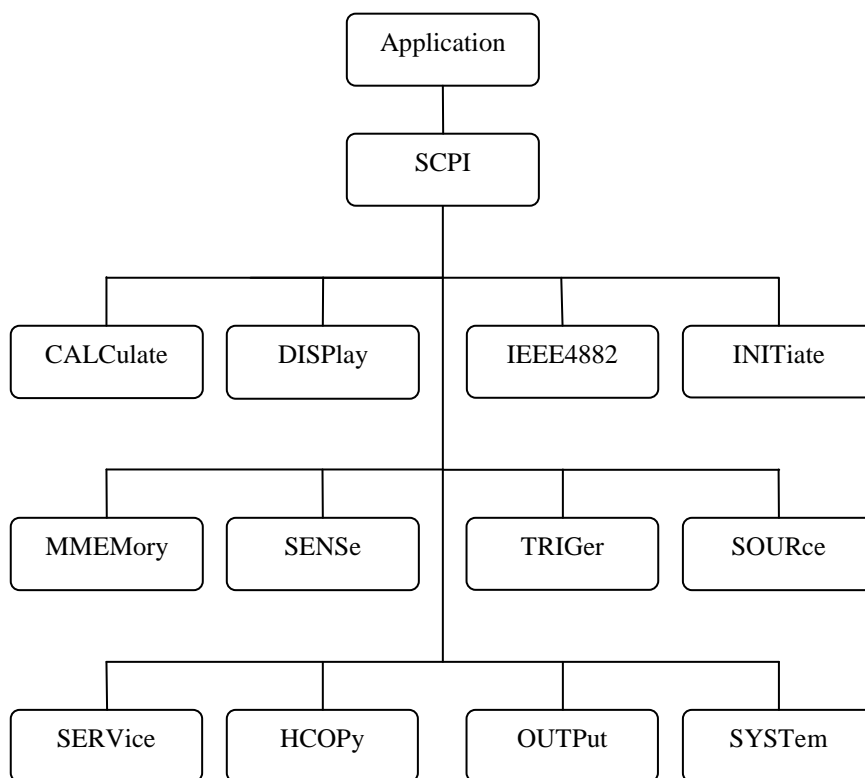 Application
SCPI
CALCulate DISPlay IEEE4882 INITiate
MMEMory SENSe TRIGer SOURce
SERVice HCOPy OUTPut SYSTem